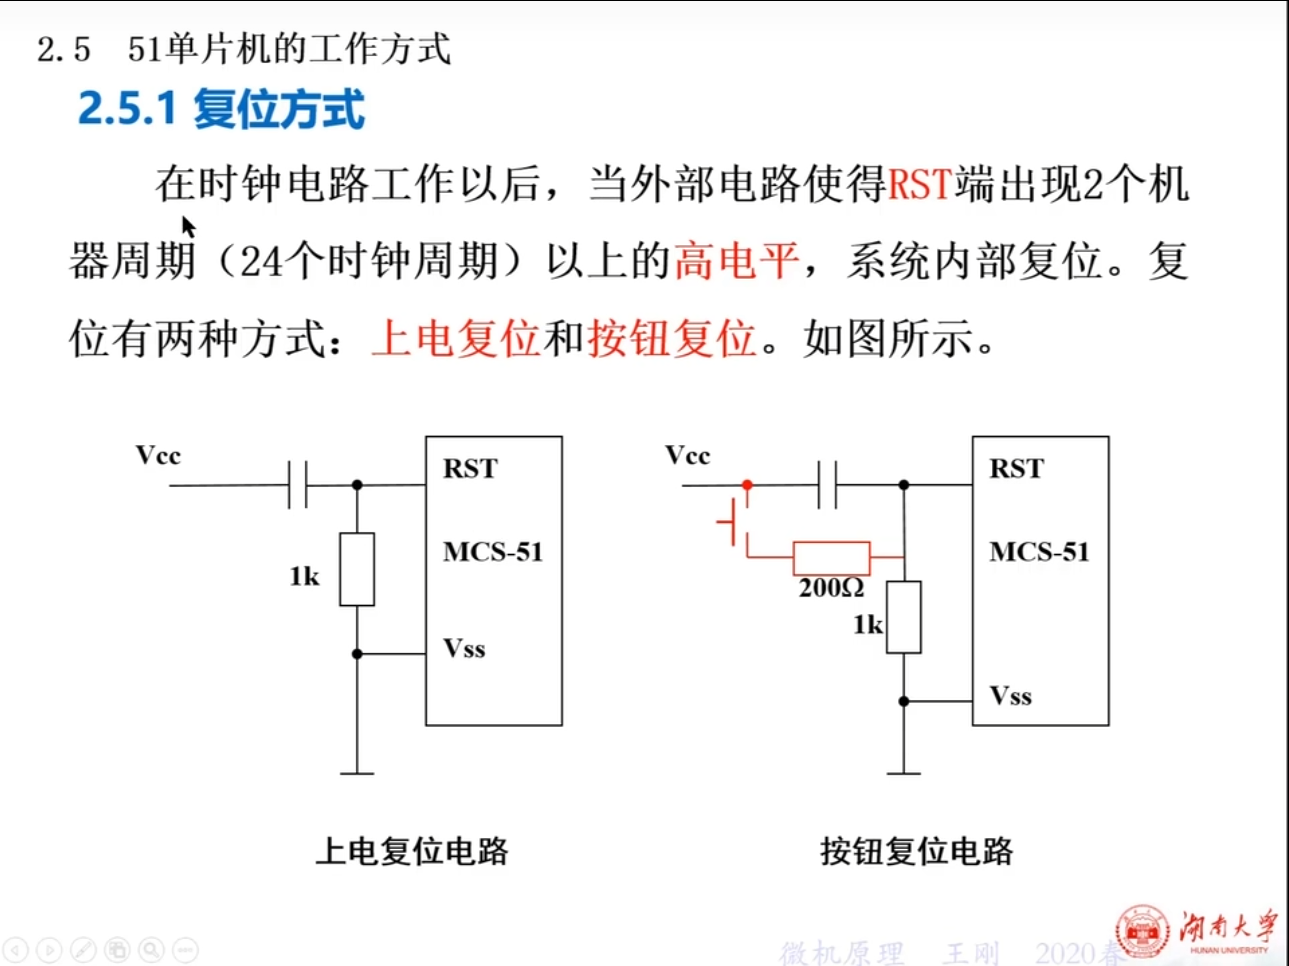 2.5 51单片机的工作方式
2.5.1 复位方式
在时钟电路工作以后，当外部电路使得RST端出现2个机
器周期（24个时钟周期）以上的高电平，系统内部复位。复
位有两种方式：上电复位和按钮复位。如图所示。
Vcc
RST
MCS-51
1k
Vss
上电复位电路
Vcc
RST
MCS-51
200Ω
1k
Vss
按钮复位电路
微机原理 王刚 2020春
湖南大学
HUNAN UNIVERSITY